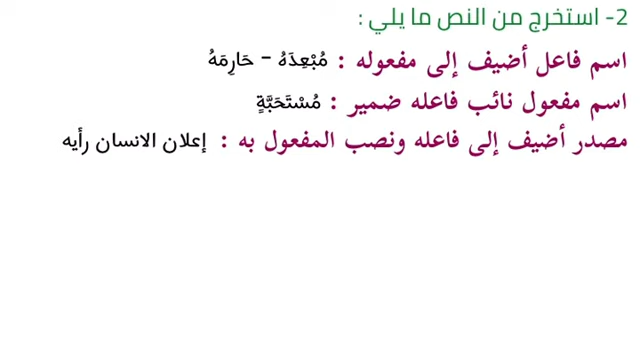 2- استخرج من النص ما يلي :
اسم فاعل أضيف إلى مفعوله : مُبْعِدَهُ - حَارِمَهُ
اسم مفعول نائب فاعله ضمير : مُسْتَحَبَّةٍ
مصدر أضيف إلى فاعله ونصب المفعول به : إعلان الانسان رأيه